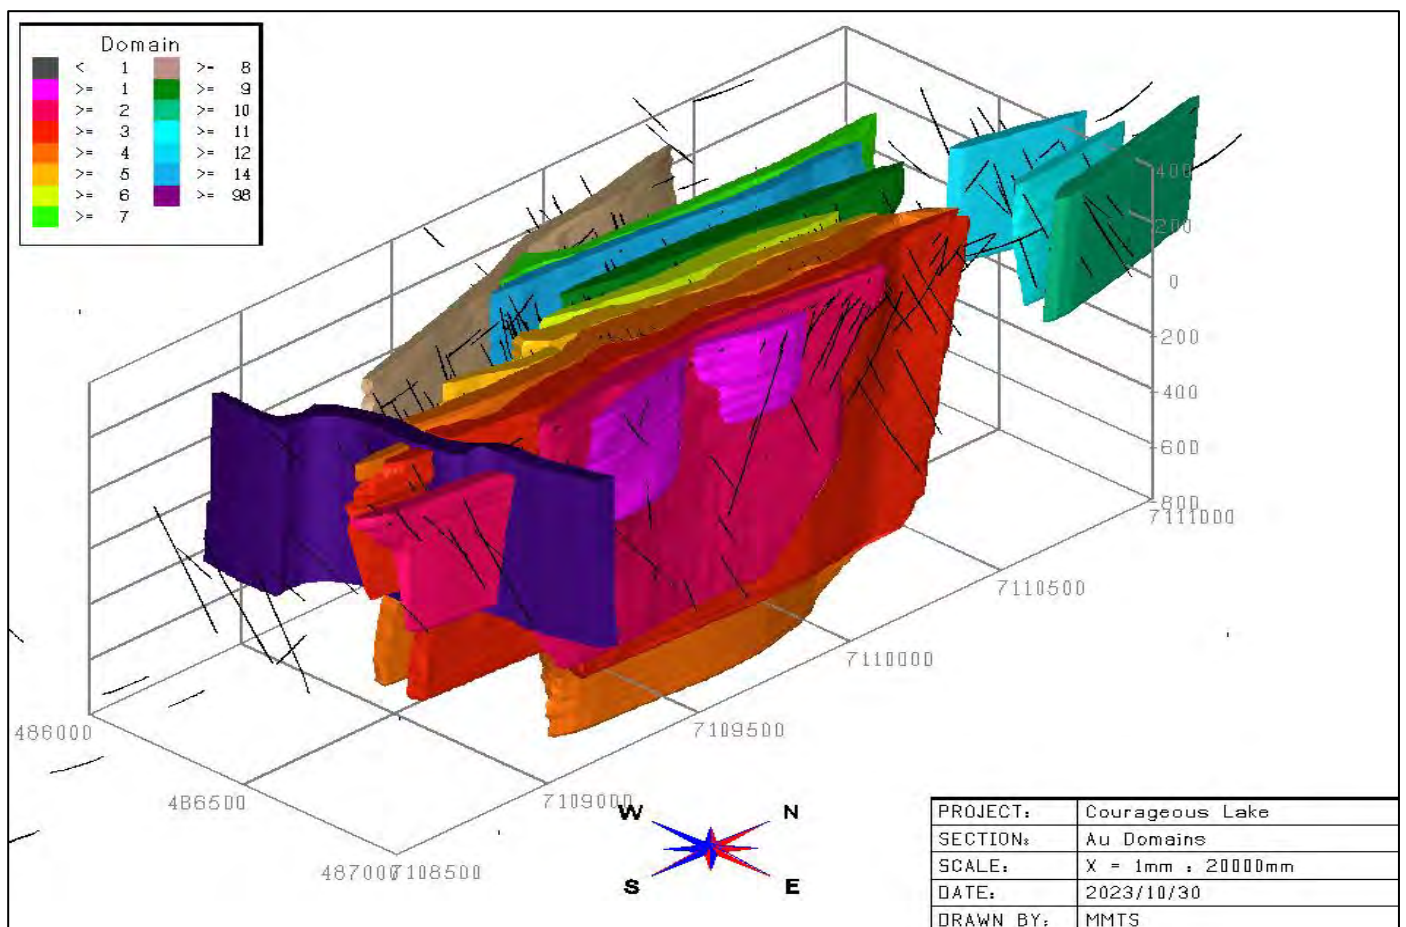 Domain
< 1 >= 8
>= 1 >= 9
>= 2 >= 10
>= 3 >= 11
>= 4 >= 12
>= 5 >= 14
>= 6 >= 98
>= 7
400
200
0
-200
-400
-600
-800
7111000
7110500
7110000
7109500
7109000
7108500
486000
486500
487000
W N
S E
PROJECT: Courageous Lake
SECTION: Au Domains
SCALE: X = 1mm : 20000mm
DATE: 2023/10/30
DRAWN BY: MMTS